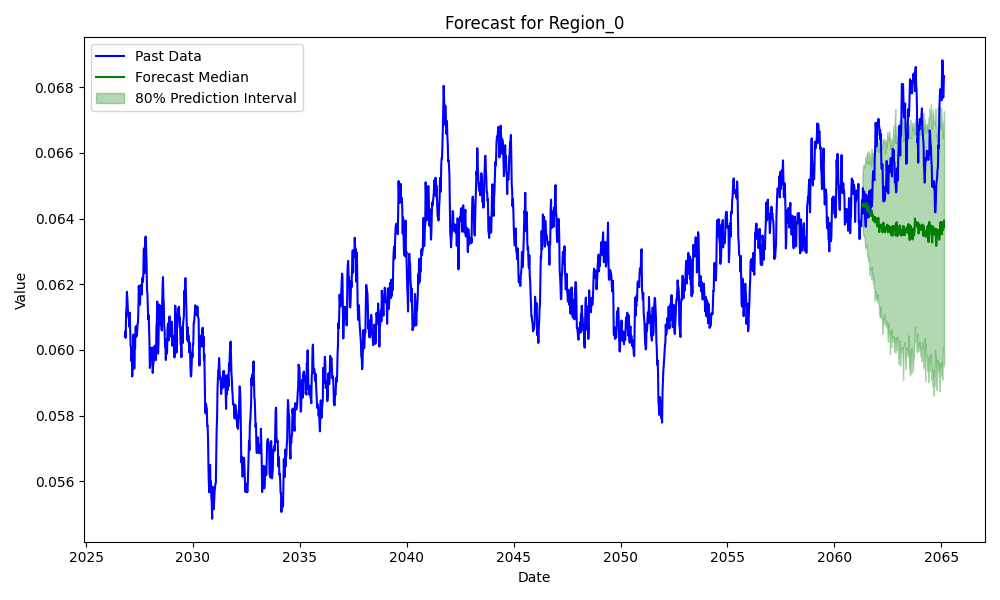 Forecast for Region_0
Past Data
Forecast Median
80% Prediction Interval
Value
0.068
0.066
0.064
0.062
0.060
0.058
0.056
2025
2030
2035
2040
2045
2050
2055
2060
2065
Date